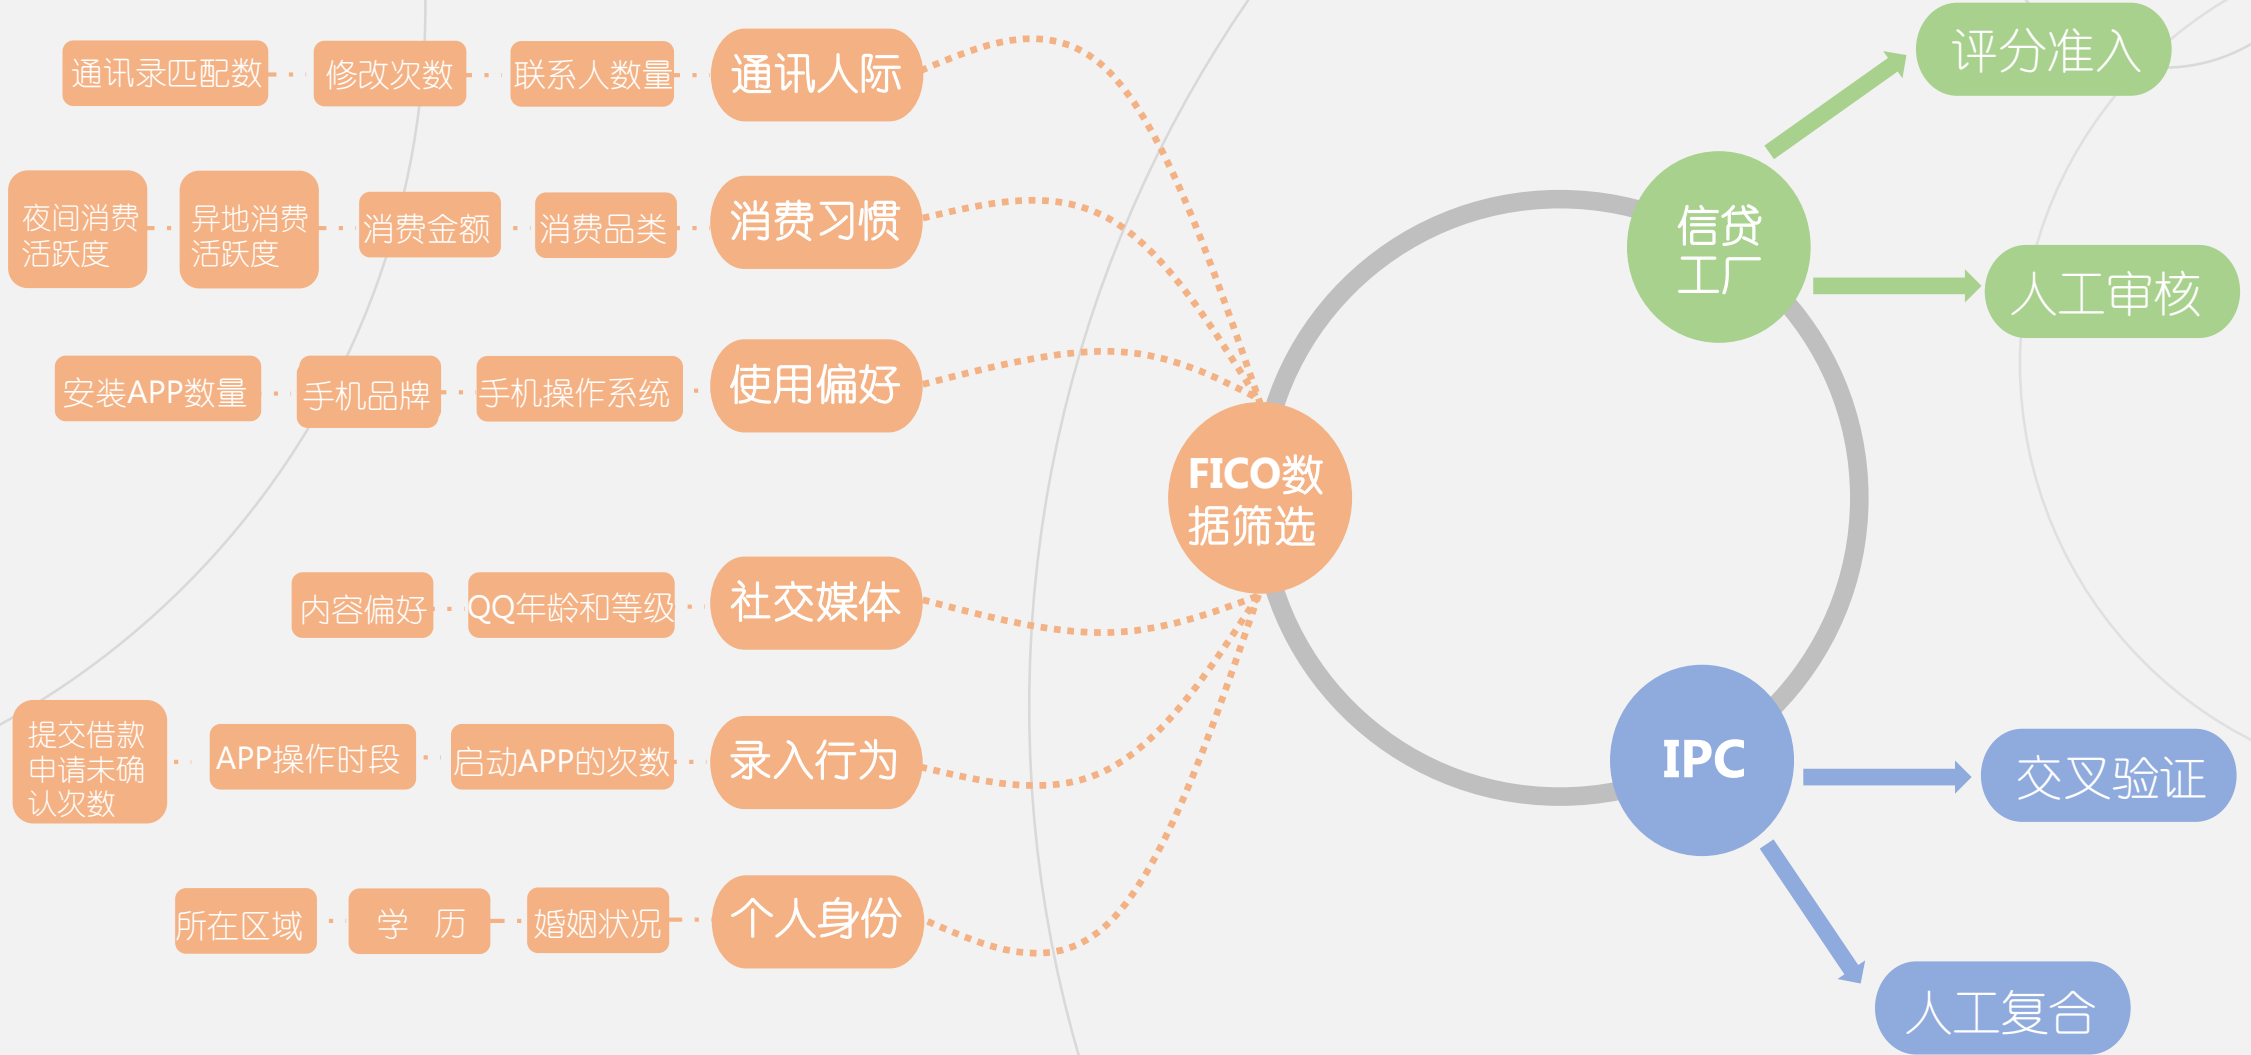 通讯录匹配数
修改次数
联系人数量
通讯人际
夜间消费
活跃度
异地消费
活跃度
消费金额
消费品类
消费习惯
安装APP数量
手机品牌
手机操作系统
使用偏好
内容偏好
QQ年龄和等级
社交媒体
提交借款
申请未确
认次数
APP操作时段
启动APP的次数
录入行为
所在区域
学 历
婚姻状况
个人身份
FICO数
据筛选
信贷
工厂
评分准入
人工审核
IPC
交叉验证
人工复合